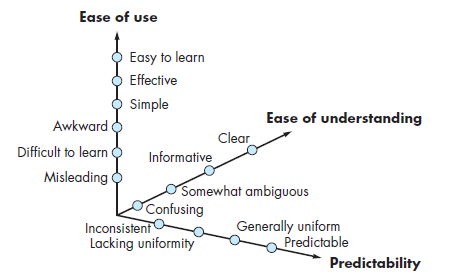 Ease of use
Easy to learn
Effective
Simple
Awkward
Difficult to learn
Misleading
Ease of understanding
Clear
Informative
Somewhat ambiguous
Confusing
Inconsistent
Lacking uniformity
Generally uniform
Predictable
Predictability